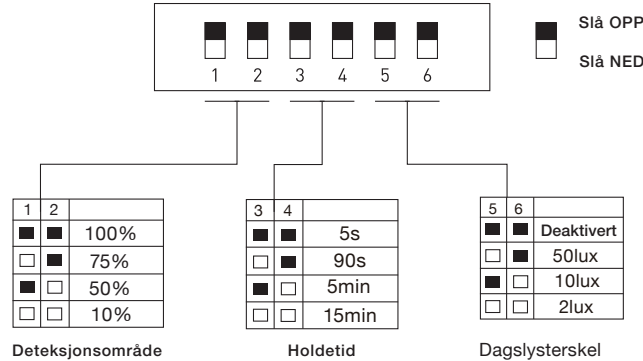 Slå OPP
Slå NED
1 2 3 4 5 6
1 2
100%
75%
50%
10%
Deteksjonsområde
3 4
5s
90s
5min
15min
Holdetid
5 6
Deaktivert
50lux
10lux
2lux
Dagslysterskel